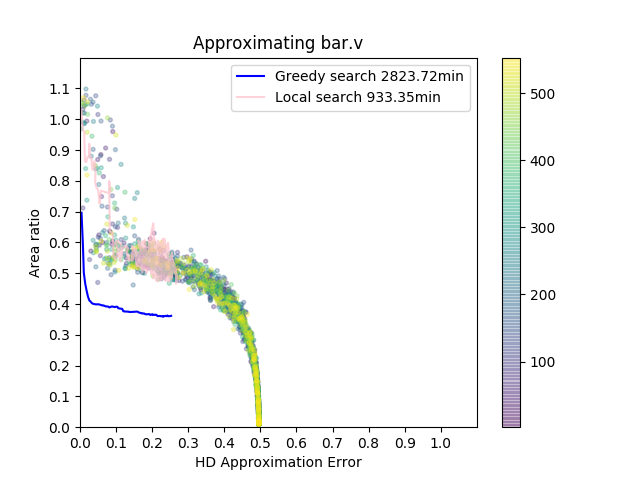 Approximating bar.v
Greedy search 2823.72min
Local search 933.35min
Area ratio
1.1
1.0
0.9
0.8
0.7
0.6
0.5
0.4
0.3
0.2
0.1
0.0
0.0 0.1 0.2 0.3 0.4 0.5 0.6 0.7 0.8 0.9 1.0
HD Approximation Error
500
400
300
200
100